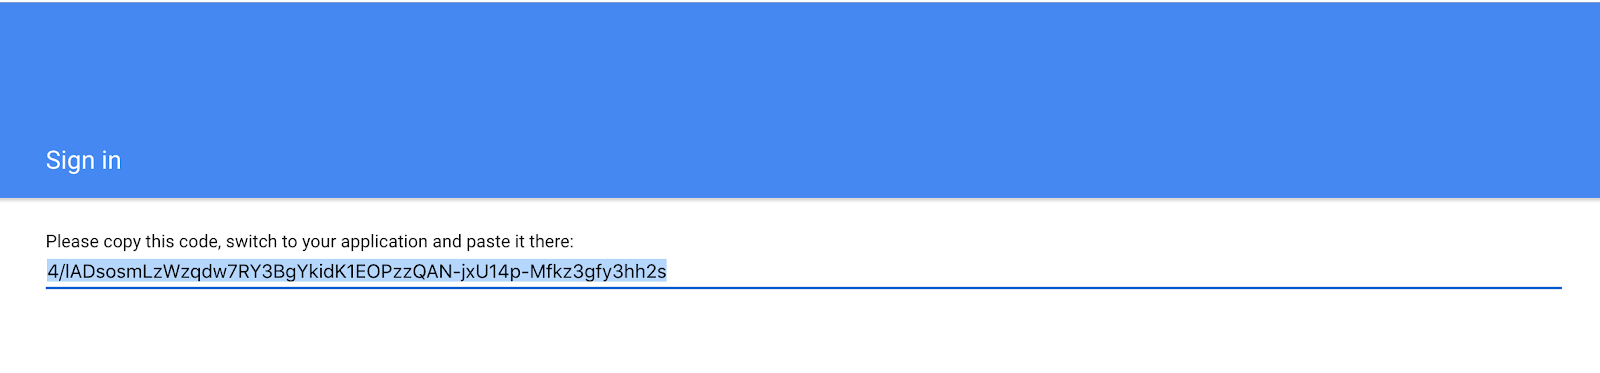 Sign in
Please copy this code, switch to your application and paste it there:
4/lADsosmLzWzqdw7RY3BgYkidK1EOPzzQAN-jxU14p-Mfkz3gfy3hh2s